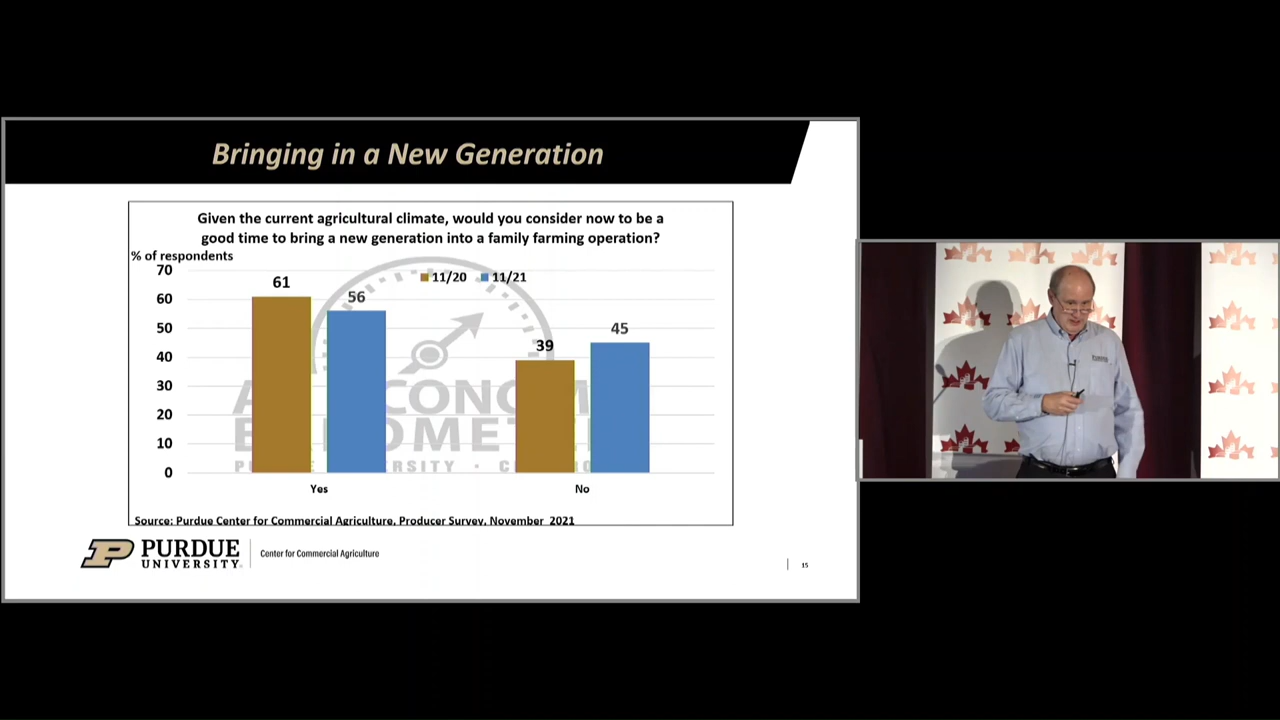 Bringing in a New Generation
Given the current agricultural climate, would you consider now to be a
good time to bring a new generation into a family farming operation?
% of respondents
11/20 11/21
70
60
50
40
30
20
10
0
61
56
39
45
Yes
No
Source: Purdue Center for Commercial Agriculture, Producer Survey, November 2021
PURDUE
UNIVERSITY
Center for Commercial Agriculture
15